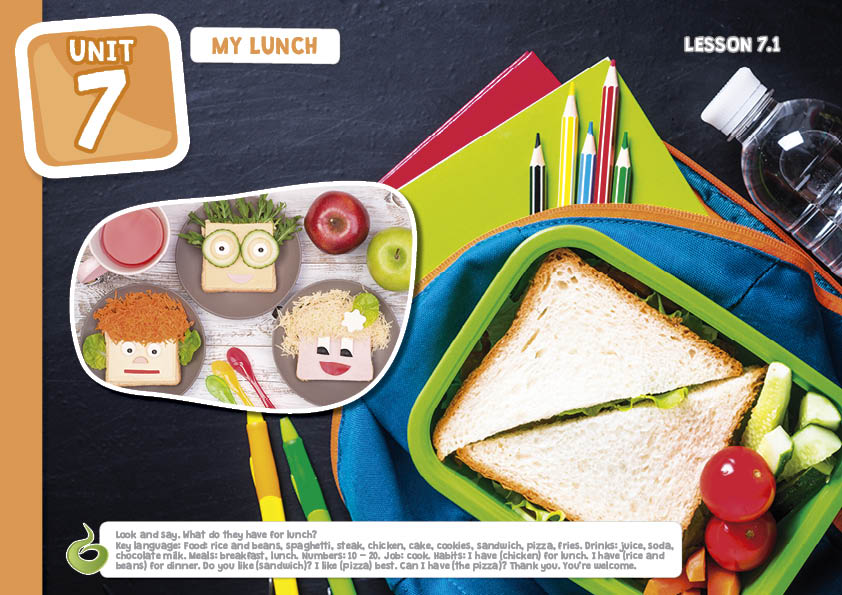 UNIT
7
MY LUNCH
LESSON 7.1
Look and say. What do they have for lunch?
Key language: Food: rice and beans, spaghetti, steak, chicken, cake, cookies, sandwich, pizza, fries. Drinks: juice, soda,
chocolate milk. Meals: breakfast, lunch. Numbers: 10 – 20. Job: cook. Habits: I have (chicken) for lunch. I have (rice and
beans) for dinner. Do you like (sandwich)? I like (pizza) best. Can I have (the pizza)? Thank you. You're welcome.